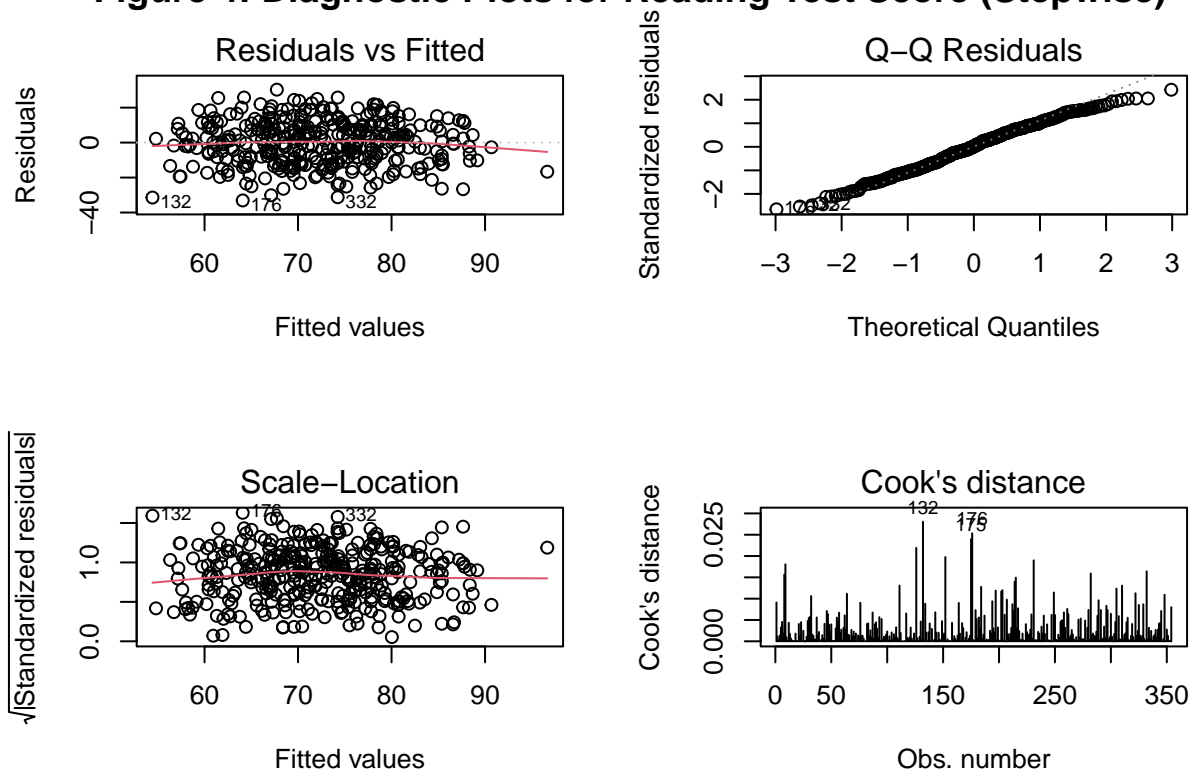 Figure 4: Diagnostic Plots for Reading Test Score (Stepwise)
Residuals vs Fitted
Residuals
0
−40
132
176
332
60 70 80 90
Fitted values
Q−Q Residuals
Standardized residuals
2
0
−2
−3 −2 −1 0 1 2 3
Theoretical Quantiles
Scale−Location
√|Standardized residuals|
1.0
0.0
132
176
332
60 70 80 90
Fitted values
Cook's distance
Cook's distance
0.025
0.000
132
176
175
0 50 150 250 350
Obs. number